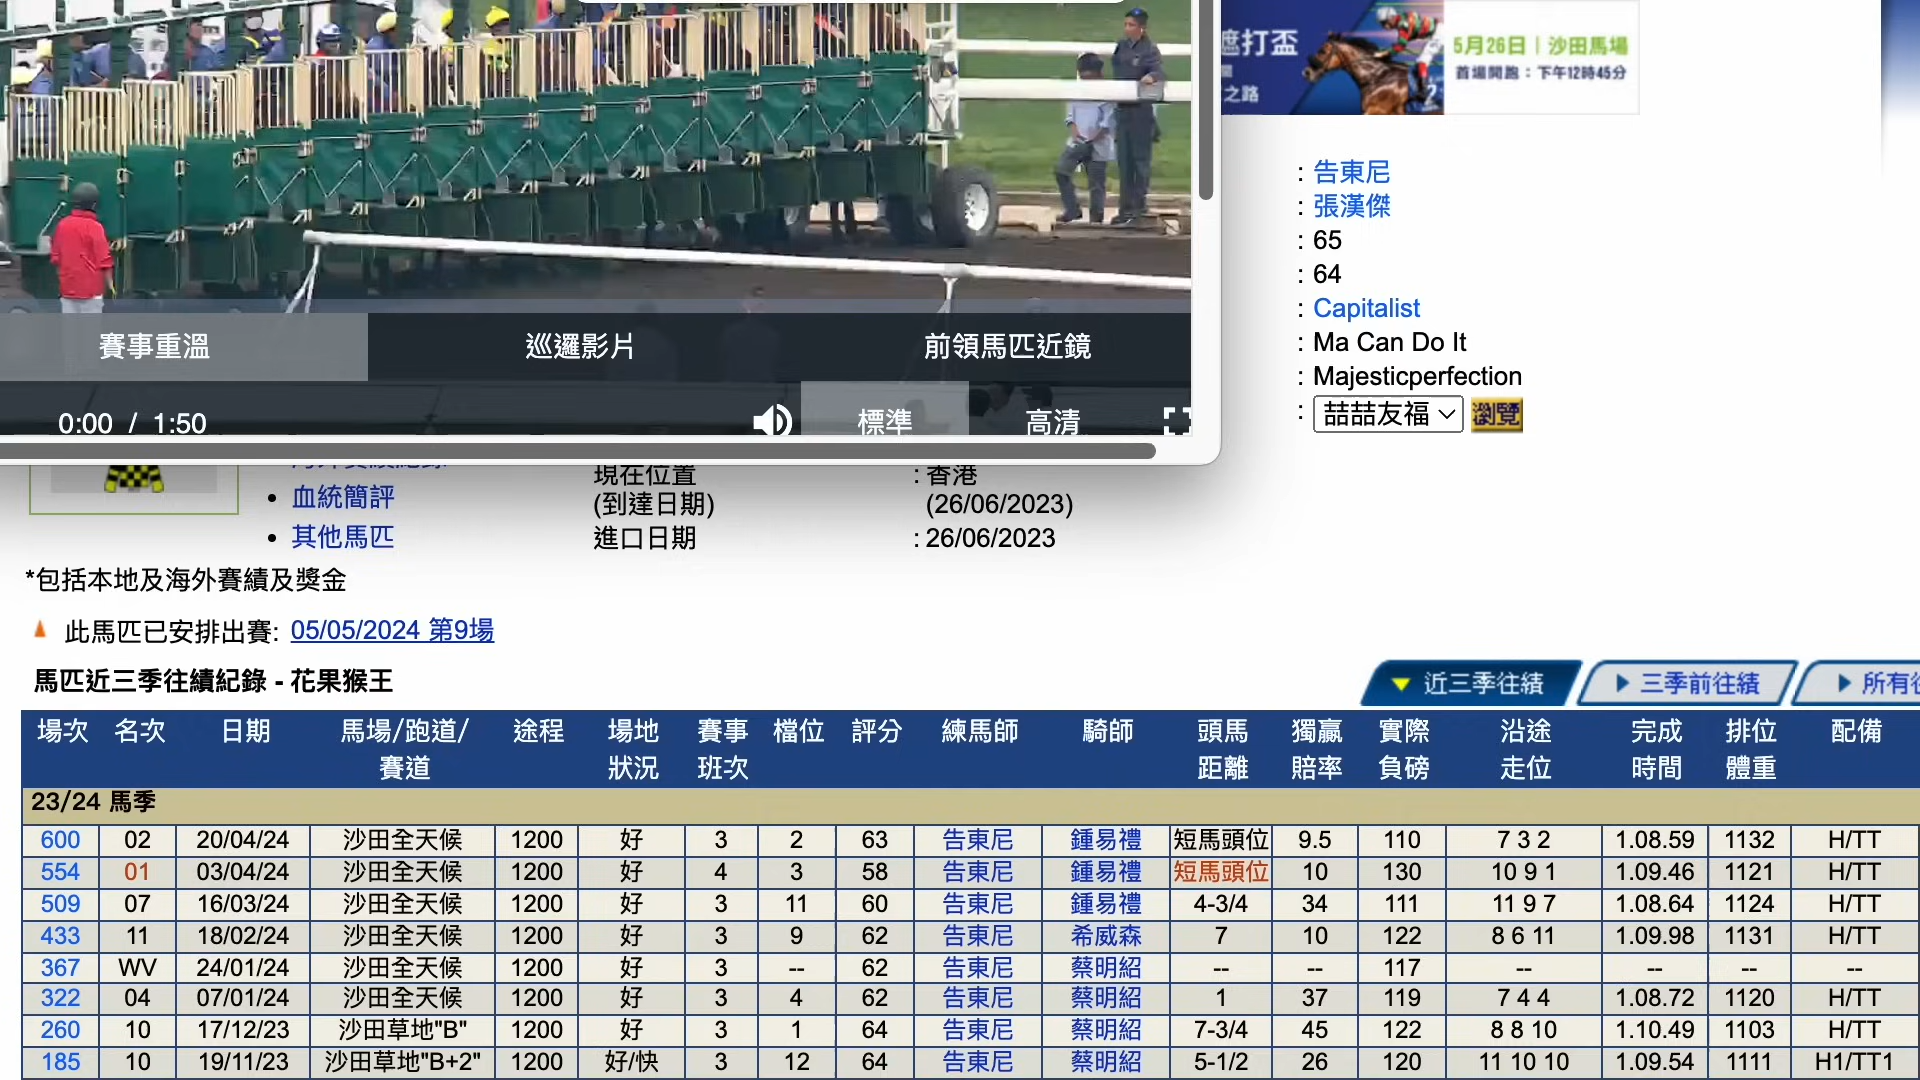 打盃
5月26日｜沙田馬場
首場開跑：下午12時45分
之路
: 告東尼
: 張漢傑
: 65
: 64
: Capitalist
: Ma Can Do It
: Majesticperfection
: 喆喆友福 瀏覽
賽事重溫 巡邏影片 前領馬匹近鏡
0:00 / 1:50 標準 高清
現在位置 : 香港
• 血統簡評 (到達日期) (26/06/2023)
• 其他馬匹 進口日期 : 26/06/2023
*包括本地及海外賽績及獎金
此馬匹已安排出賽: 05/05/2024 第9場
馬匹近三季往績紀錄 - 花果猴王 近三季往績 三季前往績 所有
場次 名次 日期 馬場/跑道/ 途程 場地 賽事 檔位 評分 練馬師 騎師 頭馬 獨贏 實際 沿途 完成 排位 配備
賽道 狀況 班次 距離 賠率 負磅 走位 時間 體重
23/24 馬季
600 02 20/04/24 沙田全天候 1200 好 3 2 63 告東尼 鍾易禮 短馬頭位 9.5 110 7 3 2 1.08.59 1132 H/TT
554 01 03/04/24 沙田全天候 1200 好 4 3 58 告東尼 鍾易禮 短馬頭位 10 130 10 9 1 1.09.46 1121 H/TT
509 07 16/03/24 沙田全天候 1200 好 3 11 60 告東尼 鍾易禮 4-3/4 34 111 11 9 7 1.08.64 1124 H/TT
433 11 18/02/24 沙田全天候 1200 好 3 9 62 告東尼 希威森 7 10 122 8 6 11 1.09.98 1131 H/TT
367 WV 24/01/24 沙田全天候 1200 好 3 -- 62 告東尼 蔡明紹 -- -- 117 -- -- -- --
322 04 07/01/24 沙田全天候 1200 好 3 4 62 告東尼 蔡明紹 1 37 119 7 4 4 1.08.72 1120 H/TT
260 10 17/12/23 沙田草地"B" 1200 好 3 1 64 告東尼 蔡明紹 7-3/4 45 122 8 8 10 1.10.49 1103 H/TT
185 10 19/11/23 沙田草地"B+2" 1200 好/快 3 12 64 告東尼 蔡明紹 5-1/2 26 120 11 10 10 1.09.54 1111 H1/TT1